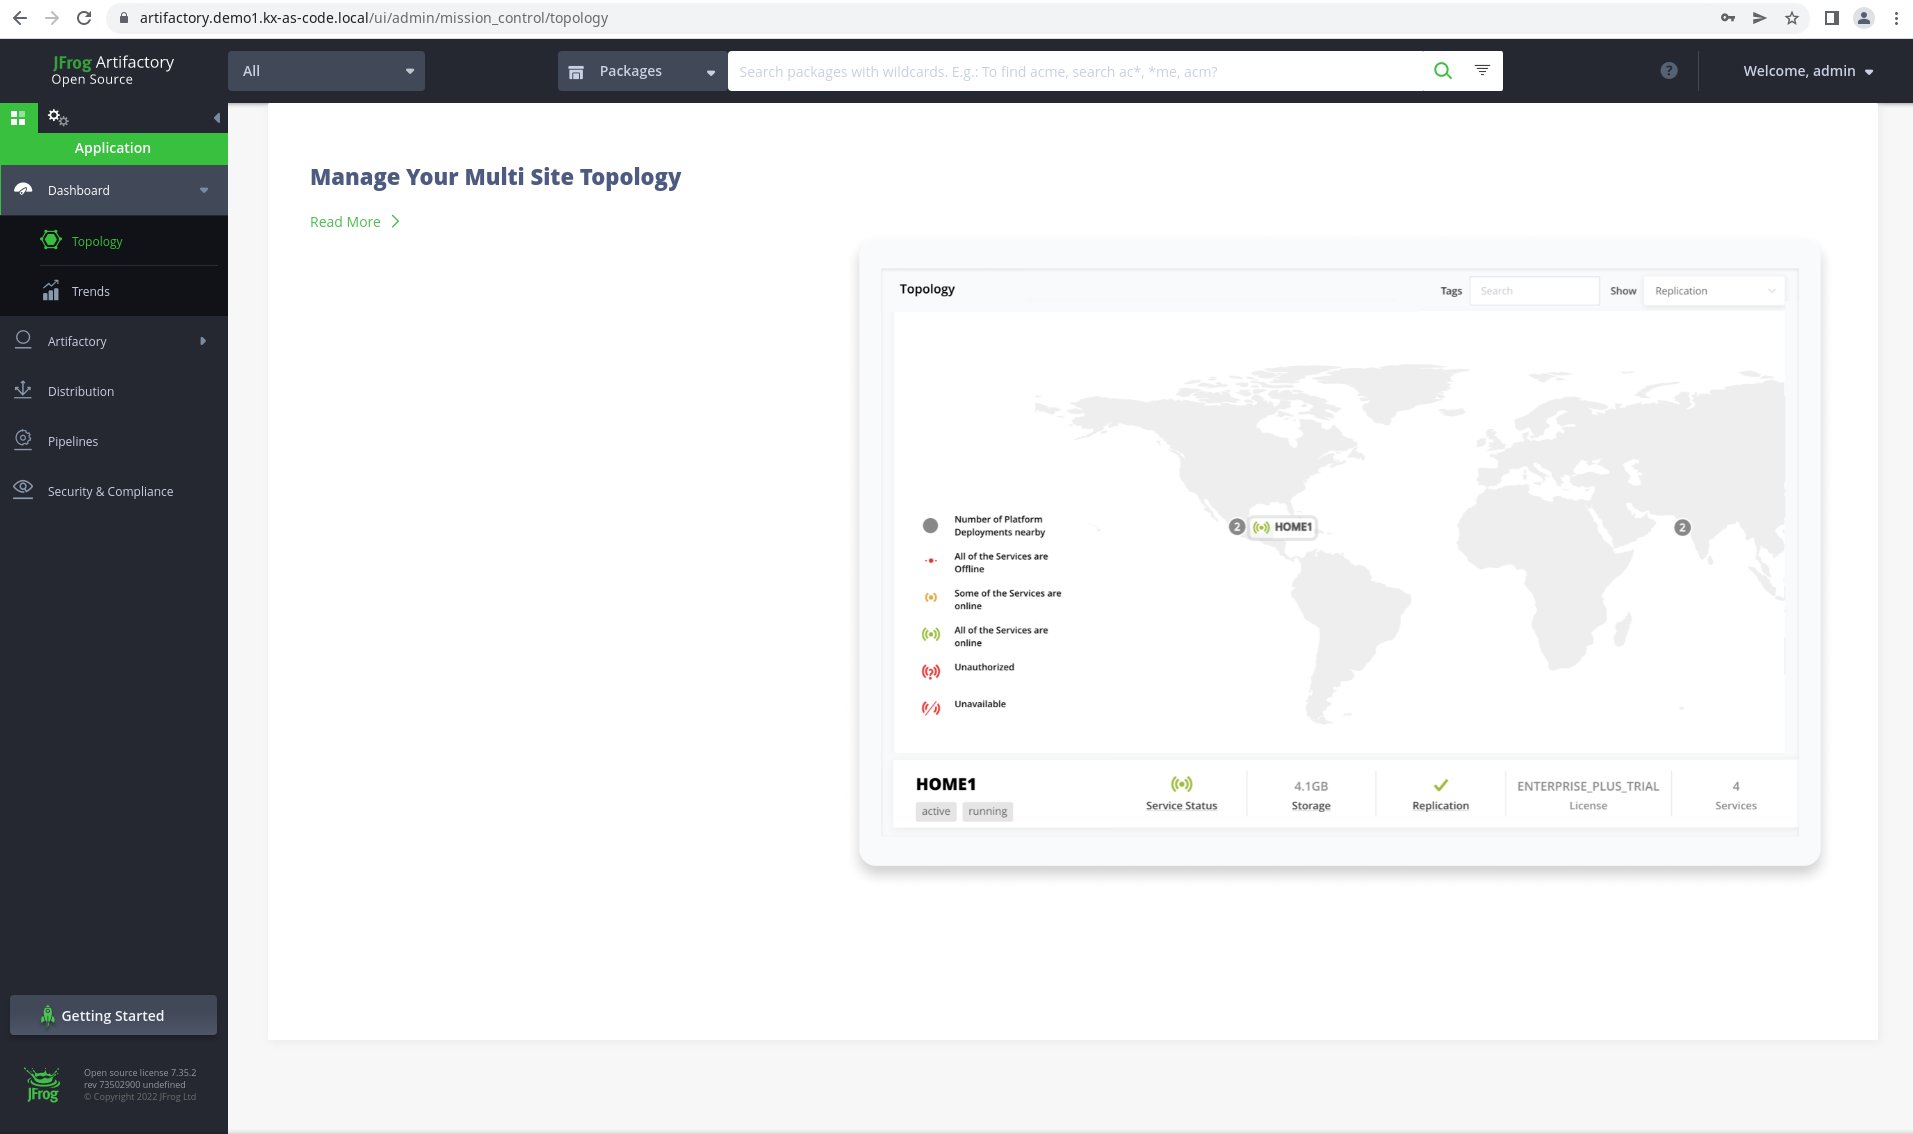 artifactory.demo1.kx-as-code.local/ui/admin/mission_control/topology
JFrog Artifactory
Open Source
All
Packages
Search packages with wildcards. E.g.: To find acme, search ac*, *me, acm?
?
Welcome, admin
Application
Dashboard
Topology
Trends
Artifactory
Distribution
Pipelines
Security & Compliance
Getting Started
JFrog
Open source license 7.35.2
rev 73502900 undefined
© Copyright 2022 JFrog Ltd
Manage Your Multi Site Topology
Read More
Topology
Tags
Search
Show
Replication
Number of Platform
Deployments nearby
All of the Services are
Offline
Some of the Services are
online
All of the Services are
online
Unauthorized
Unavailable
2
HOME1
2
HOME1
active
running
Service Status
4.1GB
Storage
Replication
ENTERPRISE_PLUS_TRIAL
License
4
Services